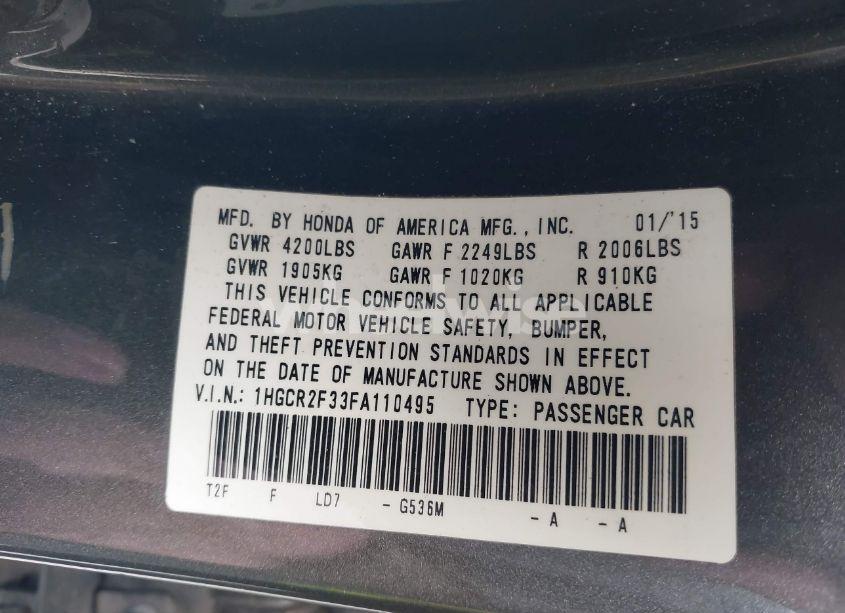 MFD. BY HONDA OF AMERICA MFG., INC. 01/'15
GVWR 4200LBS GAWR F 2249LBS R 2006LBS
GVWR 1905KG GAWR F 1020KG R 910KG
THIS VEHICLE CONFORMS TO ALL APPLICABLE
FEDERAL MOTOR VEHICLE SAFETY, BUMPER,
AND THEFT PREVENTION STANDARDS IN EFFECT
ON THE DATE OF MANUFACTURE SHOWN ABOVE.
V.I.N.: 1HGCR2F33FA110495 TYPE: PASSENGER CAR
T2F F LD7 - G536M - A - A